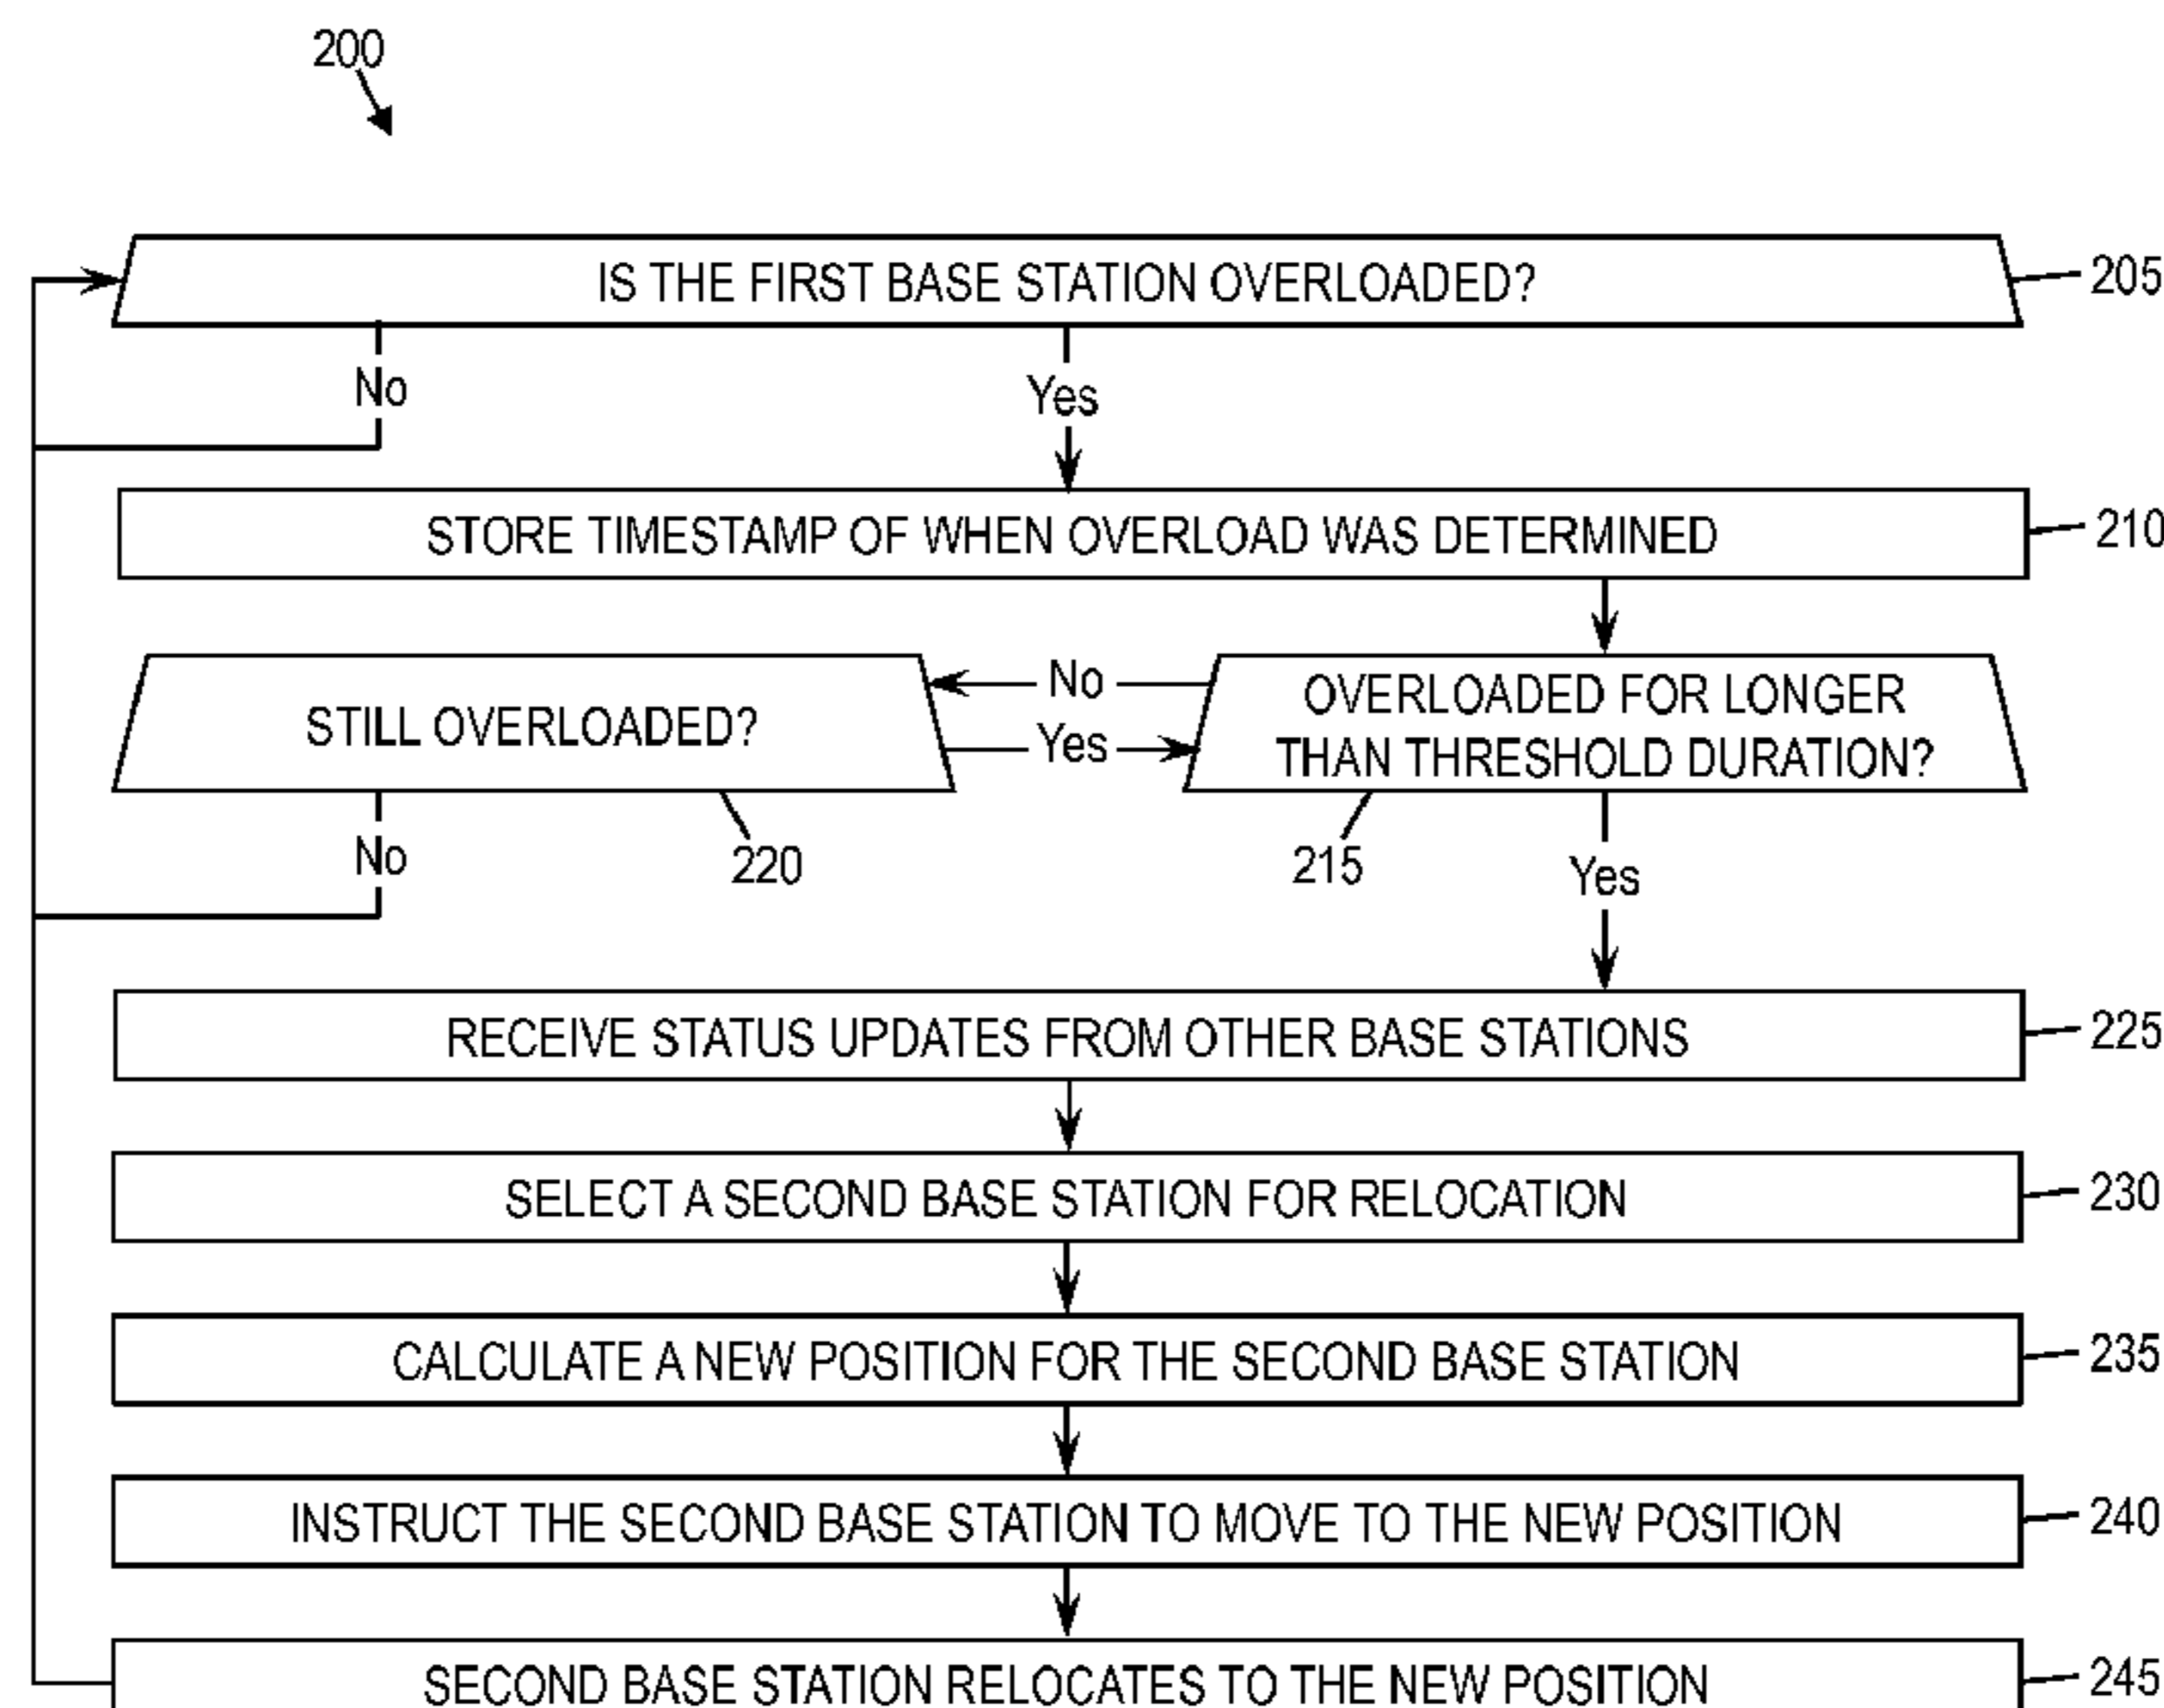 200
IS THE FIRST BASE STATION OVERLOADED?
205
No
Yes
STORE TIMESTAMP OF WHEN OVERLOAD WAS DETERMINED
210
STILL OVERLOADED?
No
Yes
OVERLOADED FOR LONGER
THAN THRESHOLD DURATION?
No
220
215
Yes
RECEIVE STATUS UPDATES FROM OTHER BASE STATIONS
225
SELECT A SECOND BASE STATION FOR RELOCATION
230
CALCULATE A NEW POSITION FOR THE SECOND BASE STATION
235
INSTRUCT THE SECOND BASE STATION TO MOVE TO THE NEW POSITION
240
SECOND BASE STATION RELOCATES TO THE NEW POSITION
245